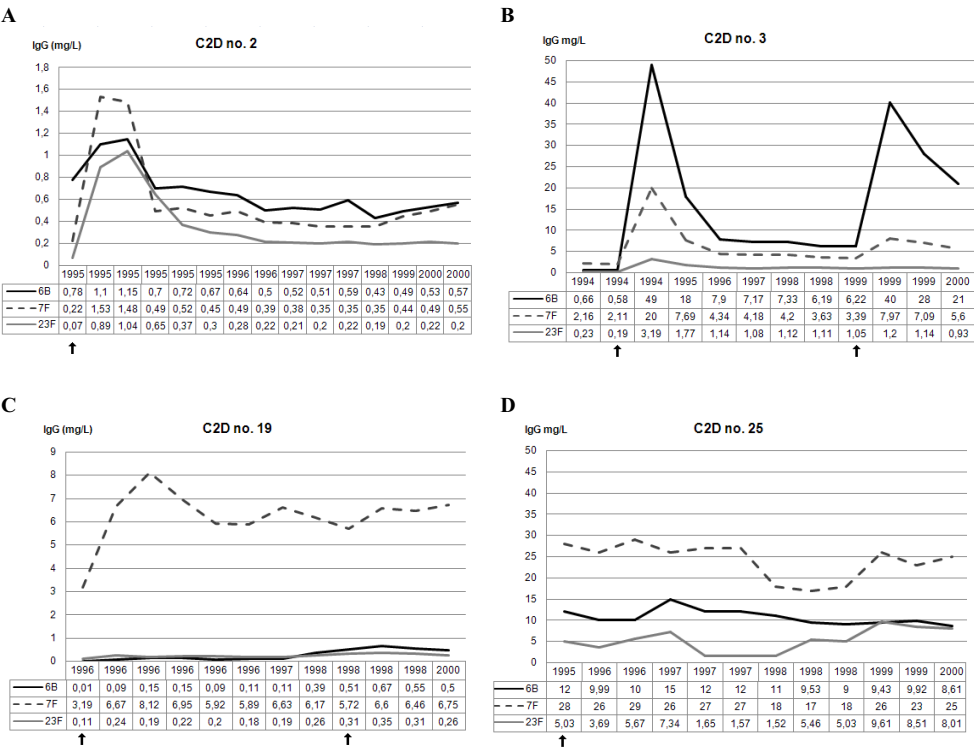 A
IgG (mg/L)
C2D no. 2
1,8
1,6
1,4
1,2
1
0,8
0,6
0,4
0,2
0
1995 1995 1995 1995 1995 1995 1996 1996 1997 1997 1998 1998 1999 2000 2000
6B 0,78 1,1 1,15 0,7 0,72 0,67 0,64 0,5 0,52 0,51 0,59 0,43 0,49 0,53 0,57
7F 0,22 1,53 1,48 0,49 0,52 0,45 0,49 0,39 0,38 0,35 0,35 0,35 0,44 0,49 0,55
23F 0,07 0,89 1,04 0,65 0,37 0,3 0,28 0,22 0,21 0,2 0,22 0,19 0,2 0,22 0,2
B
IgG mg/L
C2D no. 3
50
45
40
35
30
25
20
15
10
5
0
1994 1994 1994 1995 1996 1997 1998 1998 1999 1999 1999 2000
6B 0,66 0,58 49 18 7,9 7,17 7,33 6,19 6,22 40 28 21
7F 2,16 2,11 20 7,69 4,34 4,18 4,2 3,63 3,39 7,97 7,09 5,6
23F 0,23 0,19 3,19 1,77 1,14 1,08 1,12 1,11 1,05 1,2 1,14 0,93
C
IgG (mg/L)
C2D no. 19
9
8
7
6
5
4
3
2
1
0
1996 1996 1996 1996 1996 1996 1997 1998 1998 1998 1998 2000
6B 0,01 0,09 0,15 0,15 0,09 0,11 0,11 0,39 0,51 0,67 0,55 0,5
7F 3,19 6,67 8,12 6,95 5,92 5,89 6,63 6,17 5,72 6,6 6,46 6,75
23F 0,11 0,24 0,19 0,22 0,2 0,18 0,19 0,26 0,31 0,35 0,31 0,26
D
IgG mg/L
C2D no. 25
50
45
40
35
30
25
20
15
10
5
0
1995 1996 1996 1997 1997 1997 1998 1998 1998 1999 1999 2000
6B 12 9,99 10 15 12 12 11 9,53 9 9,43 9,92 8,61
7F 28 26 29 26 27 27 18 17 18 26 23 25
23F 5,03 3,69 5,67 7,34 1,65 1,57 1,52 5,46 5,03 9,61 8,51 8,01